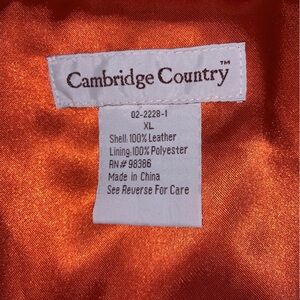 Cambridge Country™
02-2228-1
XL
Shell: 100% Leather
Lining: 100% Polyester
RN# 98386
Made in China
See Reverse For Care